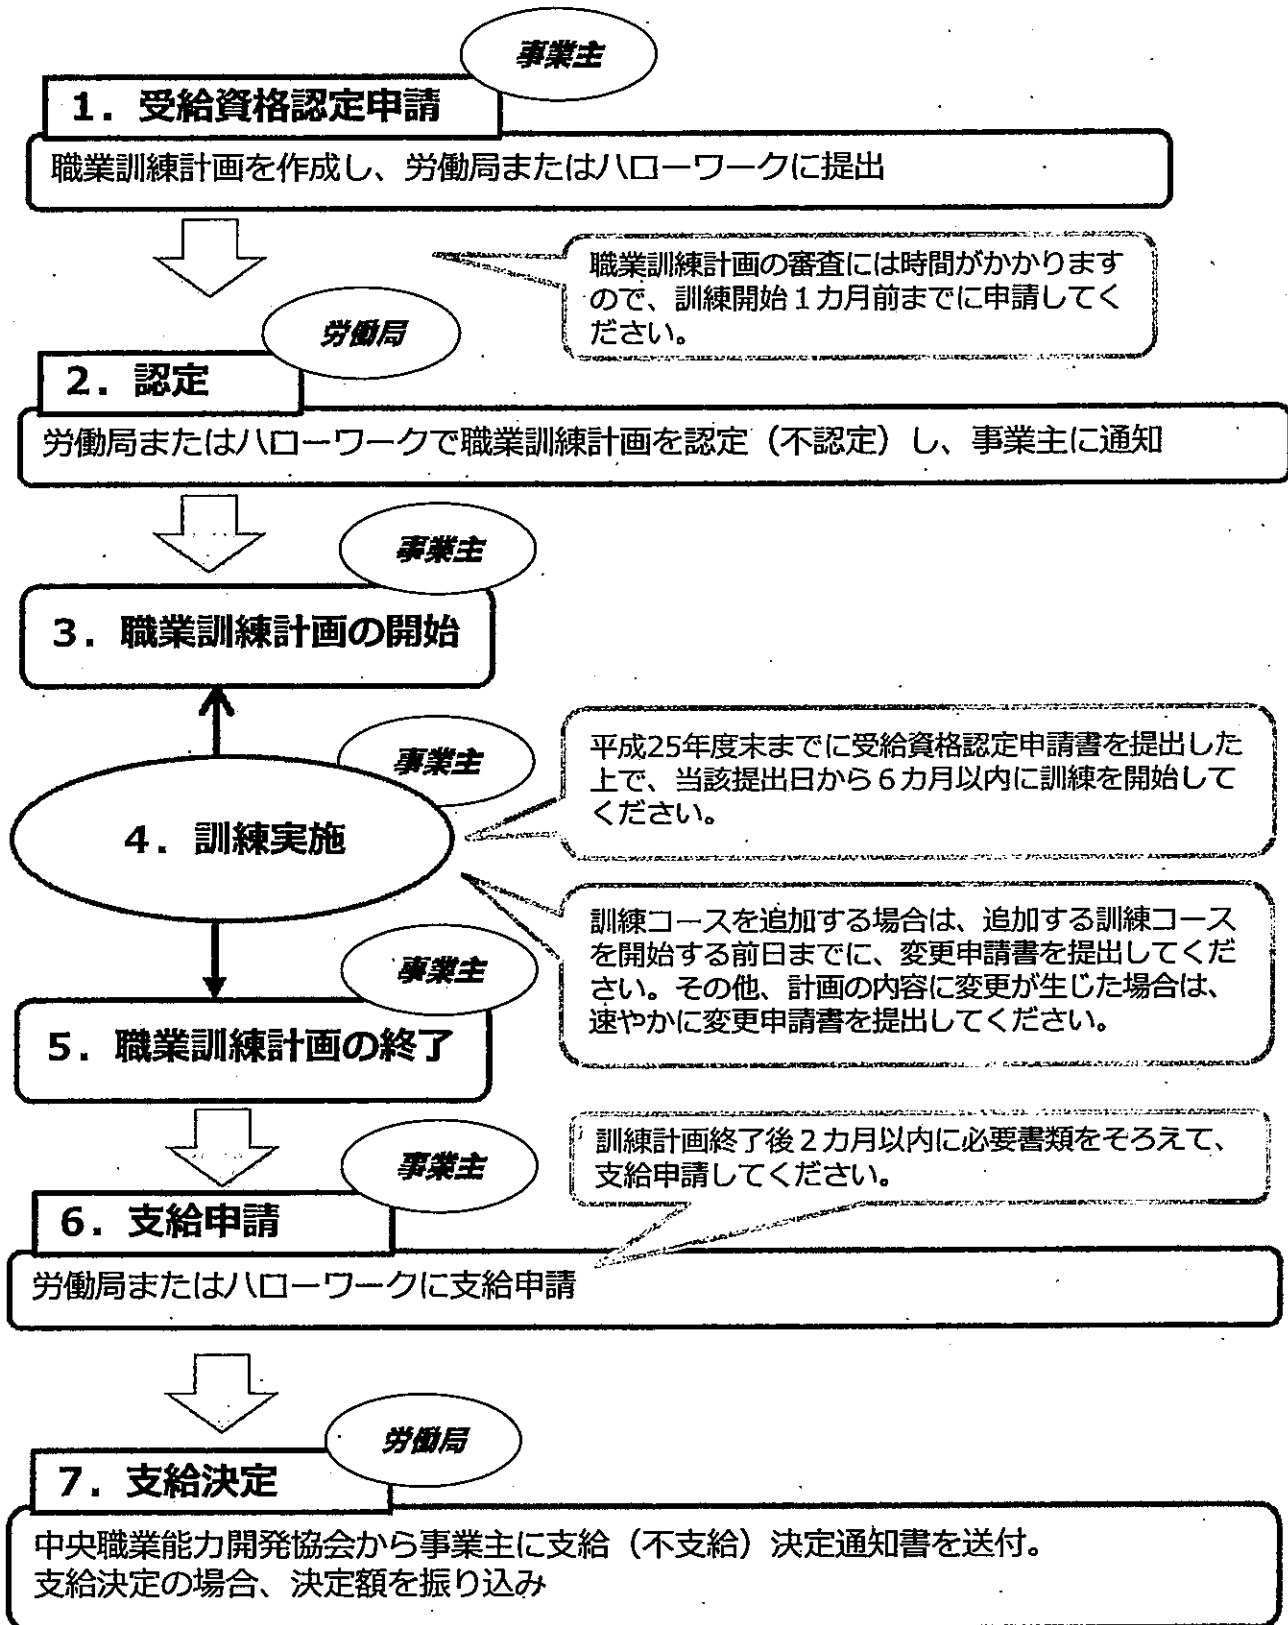 事業主
1．受給資格認定申請
職業訓練計画を作成し、労働局またはハローワークに提出
職業訓練計画の審査には時間がかかります
ので、訓練開始１カ月前までに申請してく
ださい。
労働局
2．認定
労働局またはハローワークで職業訓練計画を認定（不認定）し、事業主に通知
事業主
3．職業訓練計画の開始
事業主
平成25年度末までに受給資格認定申請書を提出した
上で、当該提出日から６カ月以内に訓練を開始して
ください。
4．訓練実施
訓練コースを追加する場合は、追加する訓練コース
を開始する前日までに、変更申請書を提出してくだ
さい。その他、計画の内容に変更が生じた場合は、
速やかに変更申請書を提出してください。
事業主
5．職業訓練計画の終了
訓練計画終了後２カ月以内に必要書類をそろえて、
支給申請してください。
事業主
6．支給申請
労働局またはハローワークに支給申請
労働局
7．支給決定
中央職業能力開発協会から事業主に支給（不支給）決定通知書を送付。
支給決定の場合、決定額を振り込み